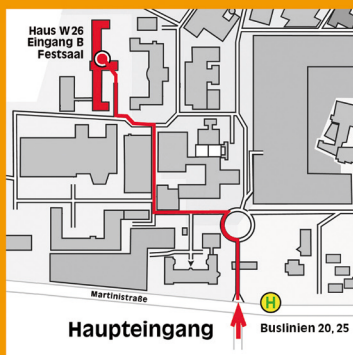 Haus W26
Eingang B
Festsaal
Martinistraße
H
Haupteingang
Buslinien 20, 25